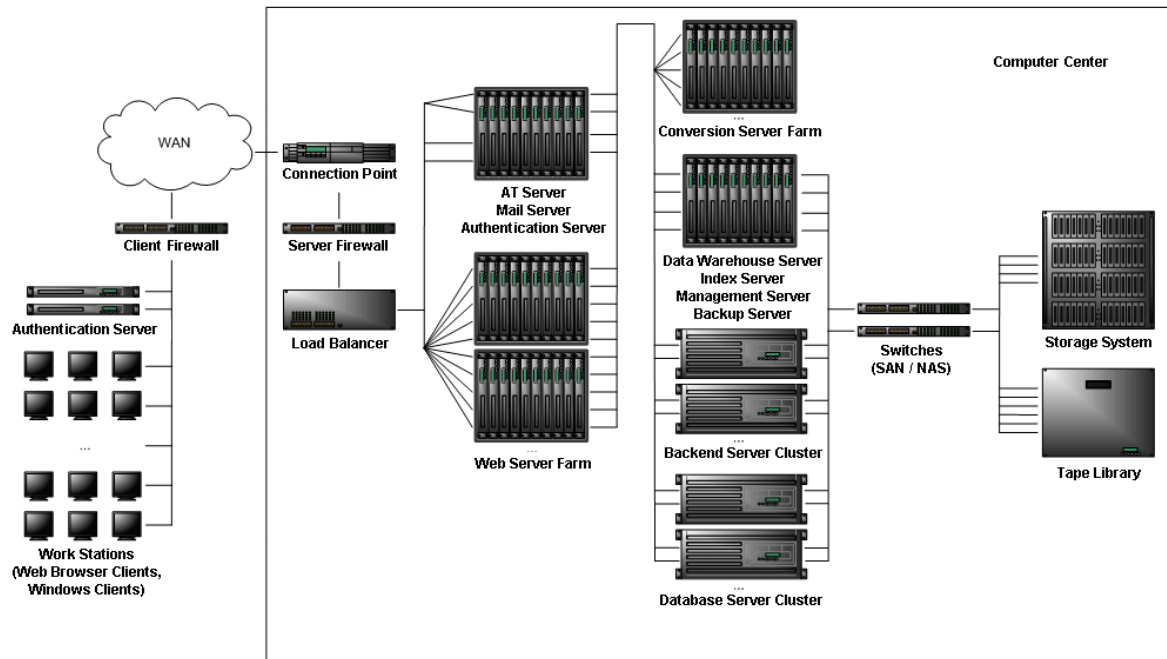 Computer Center
WAN
Connection Point
Client Firewall
Server Firewall
Authentication Server
Load Balancer
Work Stations
(Web Browser Clients,
Windows Clients)
...
AT Server
Mail Server
Authentication Server
...
Web Server Farm
...
Conversion Server Farm
Data Warehouse Server
Index Server
Management Server
Backup Server
...
Backend Server Cluster
...
Database Server Cluster
Switches
(SAN / NAS)
Storage System
Tape Library